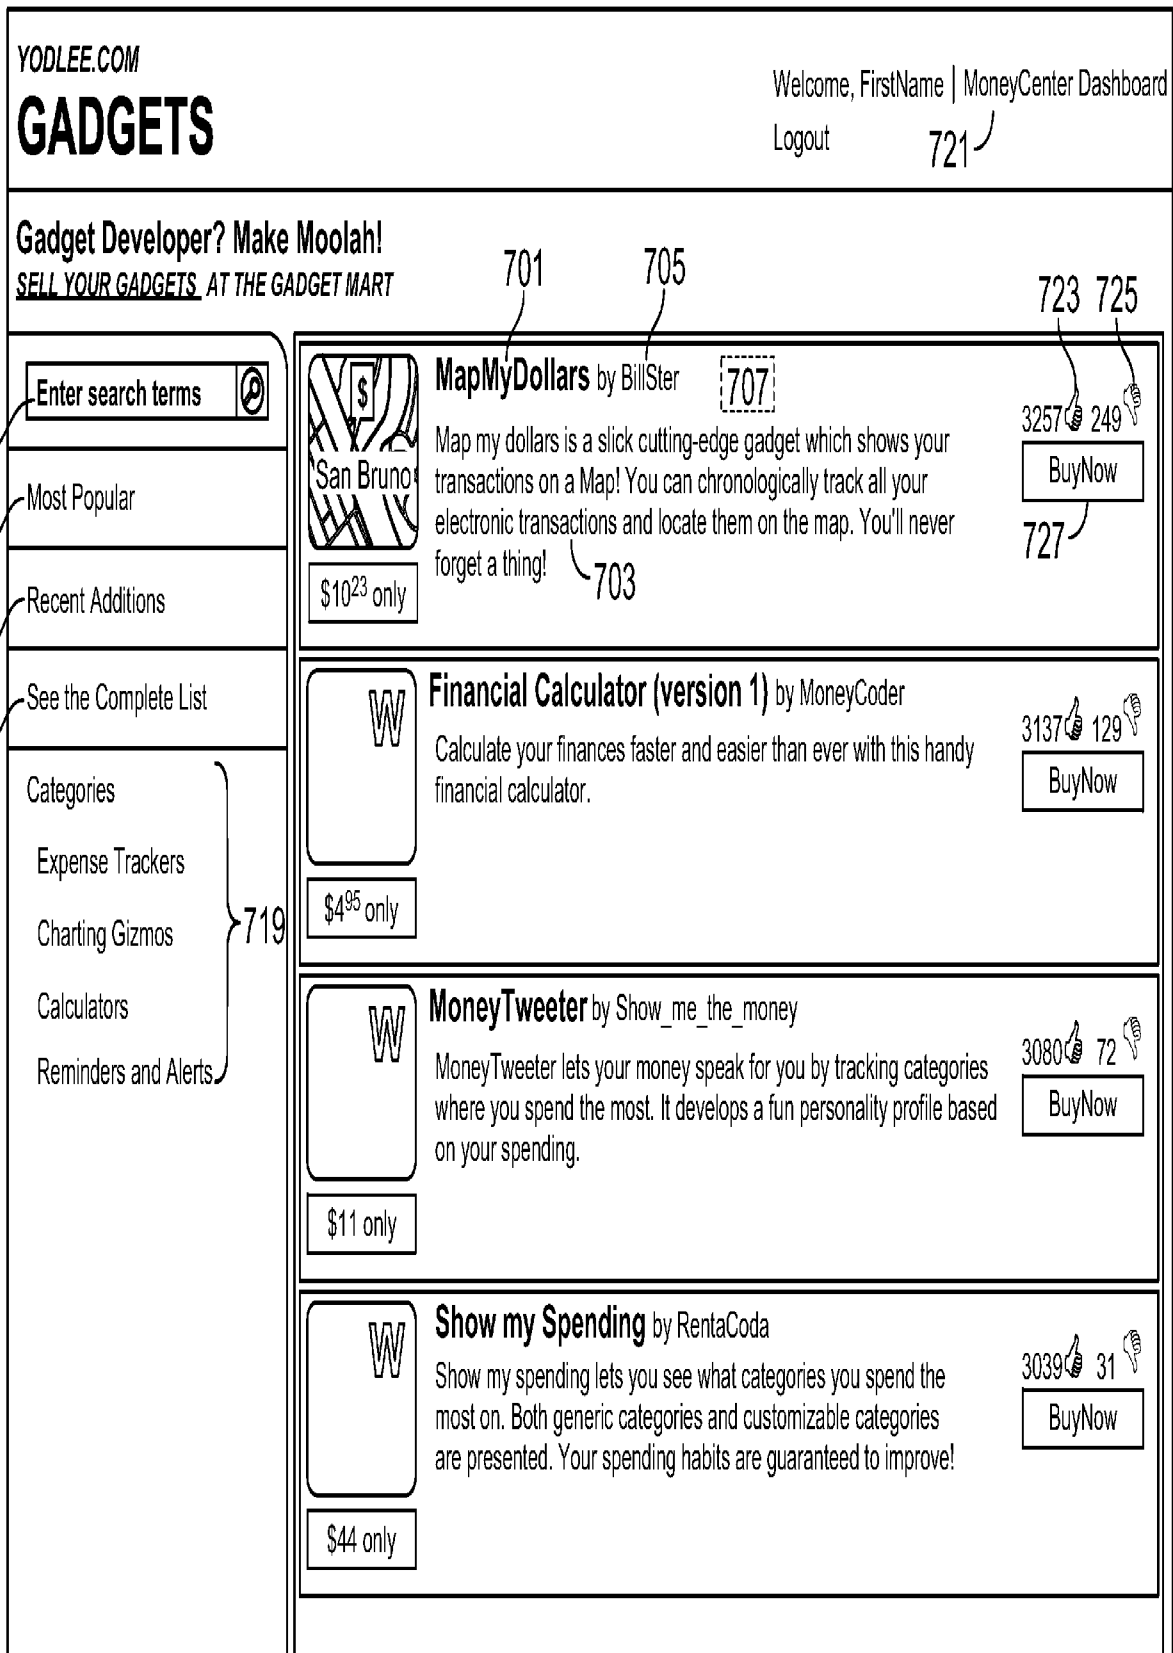 YODLEE.COM
GADGETS
Welcome, FirstName | MoneyCenter Dashboard
Logout
721
Gadget Developer? Make Moolah!
SELL YOUR GADGETS AT THE GADGET MART
701
705
723 725
Enter search terms
Most Popular
Recent Additions
See the Complete List
Categories
Expense Trackers
Charting Gizmos
Calculators
Reminders and Alerts
719
$
San Bruno
$10²³ only
MapMyDollars by BillSter
707
Map my dollars is a slick cutting-edge gadget which shows your
transactions on a Map! You can chronologically track all your
electronic transactions and locate them on the map. You'll never
forget a thing!
703
3257 249
BuyNow
727
W
$4⁹⁵ only
Financial Calculator (version 1) by MoneyCoder
Calculate your finances faster and easier than ever with this handy
financial calculator.
3137 129
BuyNow
W
$11 only
MoneyTweeter by Show_me_the_money
MoneyTweeter lets your money speak for you by tracking categories
where you spend the most. It develops a fun personality profile based
on your spending.
3080 72
BuyNow
W
$44 only
Show my Spending by RentaCoda
Show my spending lets you see what categories you spend the
most on. Both generic categories and customizable categories
are presented. Your spending habits are guaranteed to improve!
3039 31
BuyNow